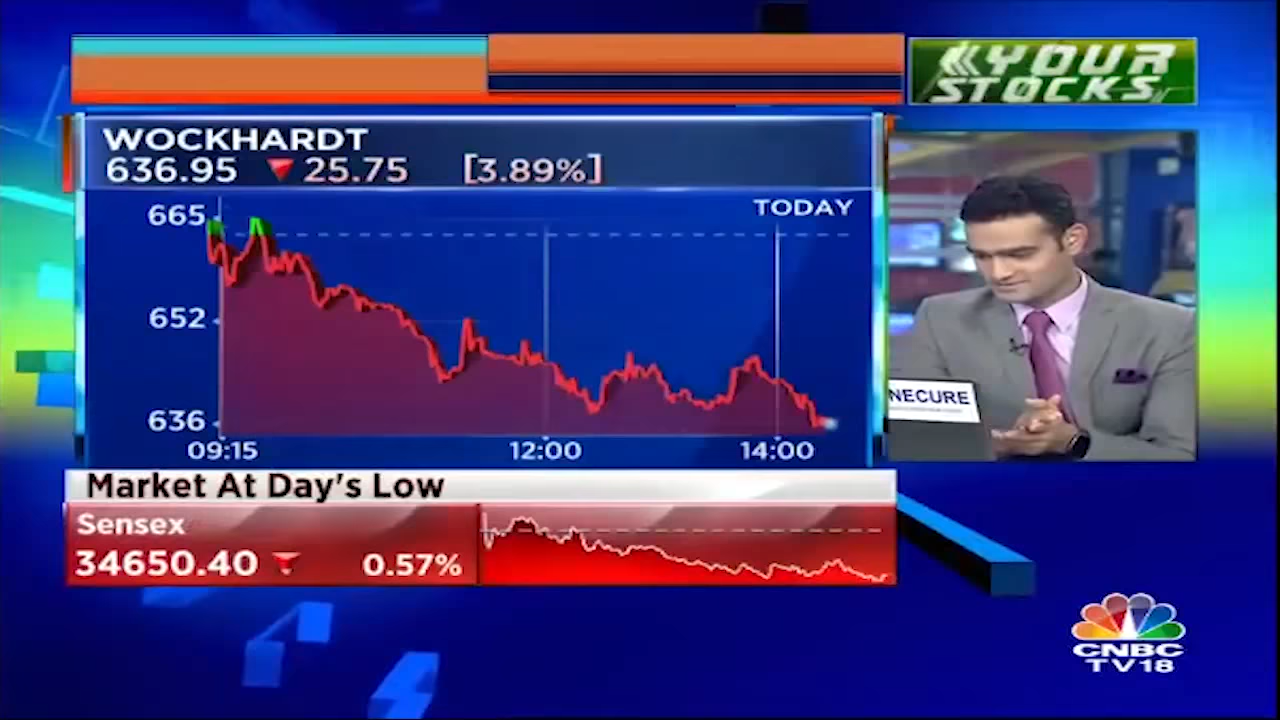 YOUR
STOCKS
WOCKHARDT
636.95 ▼ 25.75 [3.89%]
TODAY
665
652
636
09:15 12:00 14:00
NECURE
Market At Day's Low
Sensex
34650.40 ▼ 0.57%
CNBC
TV18